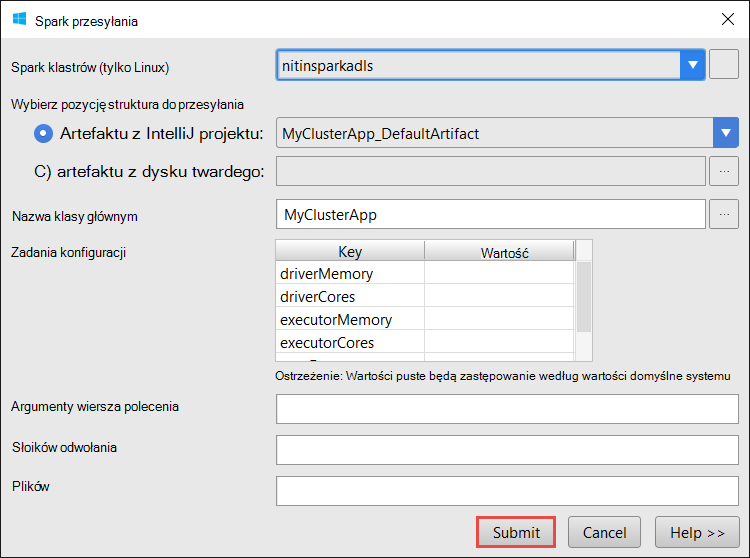 Spark przesyłania
Spark klastrów (tylko Linux)
nitinsparkadls
Wybierz pozycję struktura do przesyłania
Artefaktu z IntelliJ projektu:
MyClusterApp_DefaultArtifact
C) artefaktu z dysku twardego:
...
Nazwa klasy głównym
MyClusterApp
...
Zadania konfiguracji
Key Wartość
driverMemory
driverCores
executorMemory
executorCores
Ostrzeżenie: Wartości puste będą zastępowanie według wartości domyślne systemu
Argumenty wiersza polecenia
Słoików odwołania
Plików
Submit Cancel Help >>